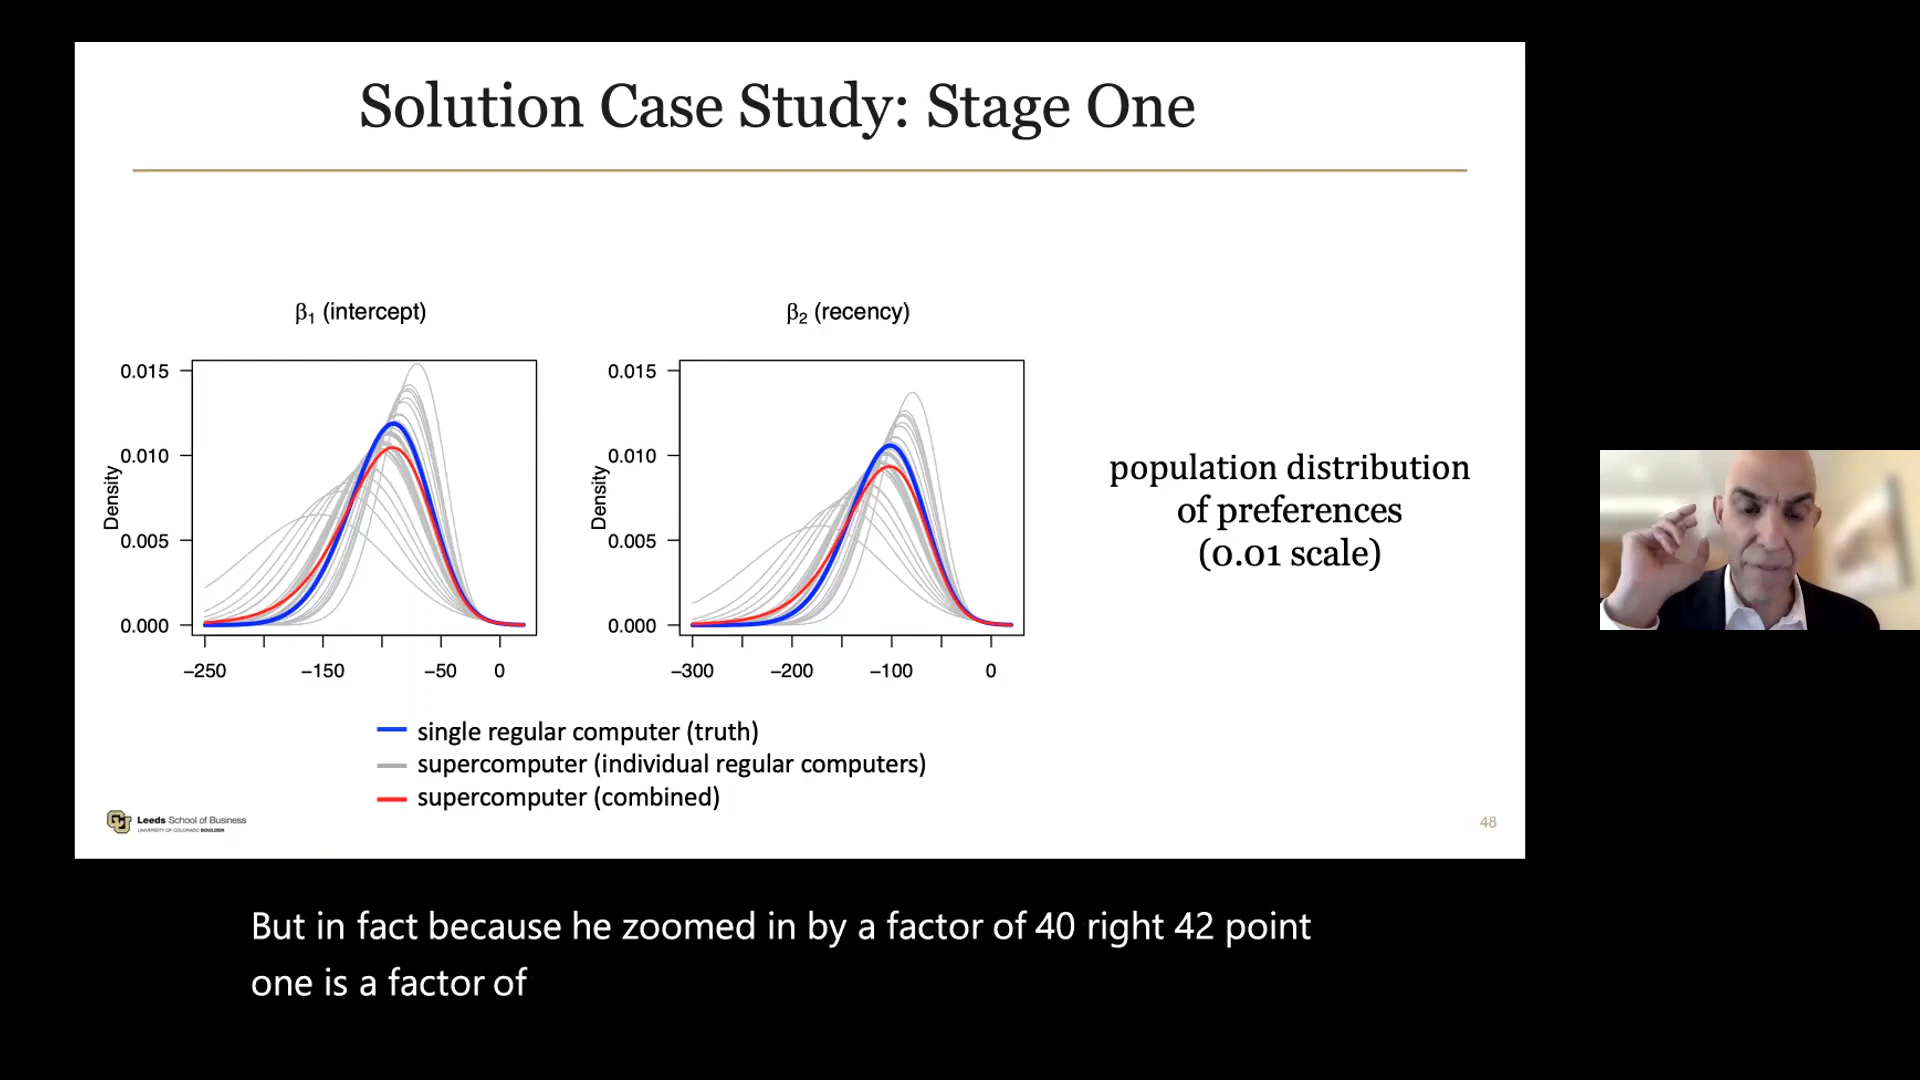 Solution Case Study: Stage One
β1 (intercept)
β2 (recency)
0.015
0.010
0.005
0.000
Density
−250
−150
−50
0
0.015
0.010
0.005
0.000
Density
−300
−200
−100
0
population distribution
of preferences
(0.01 scale)
single regular computer (truth)
supercomputer (individual regular computers)
supercomputer (combined)
CU
Leeds School of Business
UNIVERSITY OF COLORADO BOULDER
48
But in fact because he zoomed in by a factor of 40 right 42 point
one is a factor of